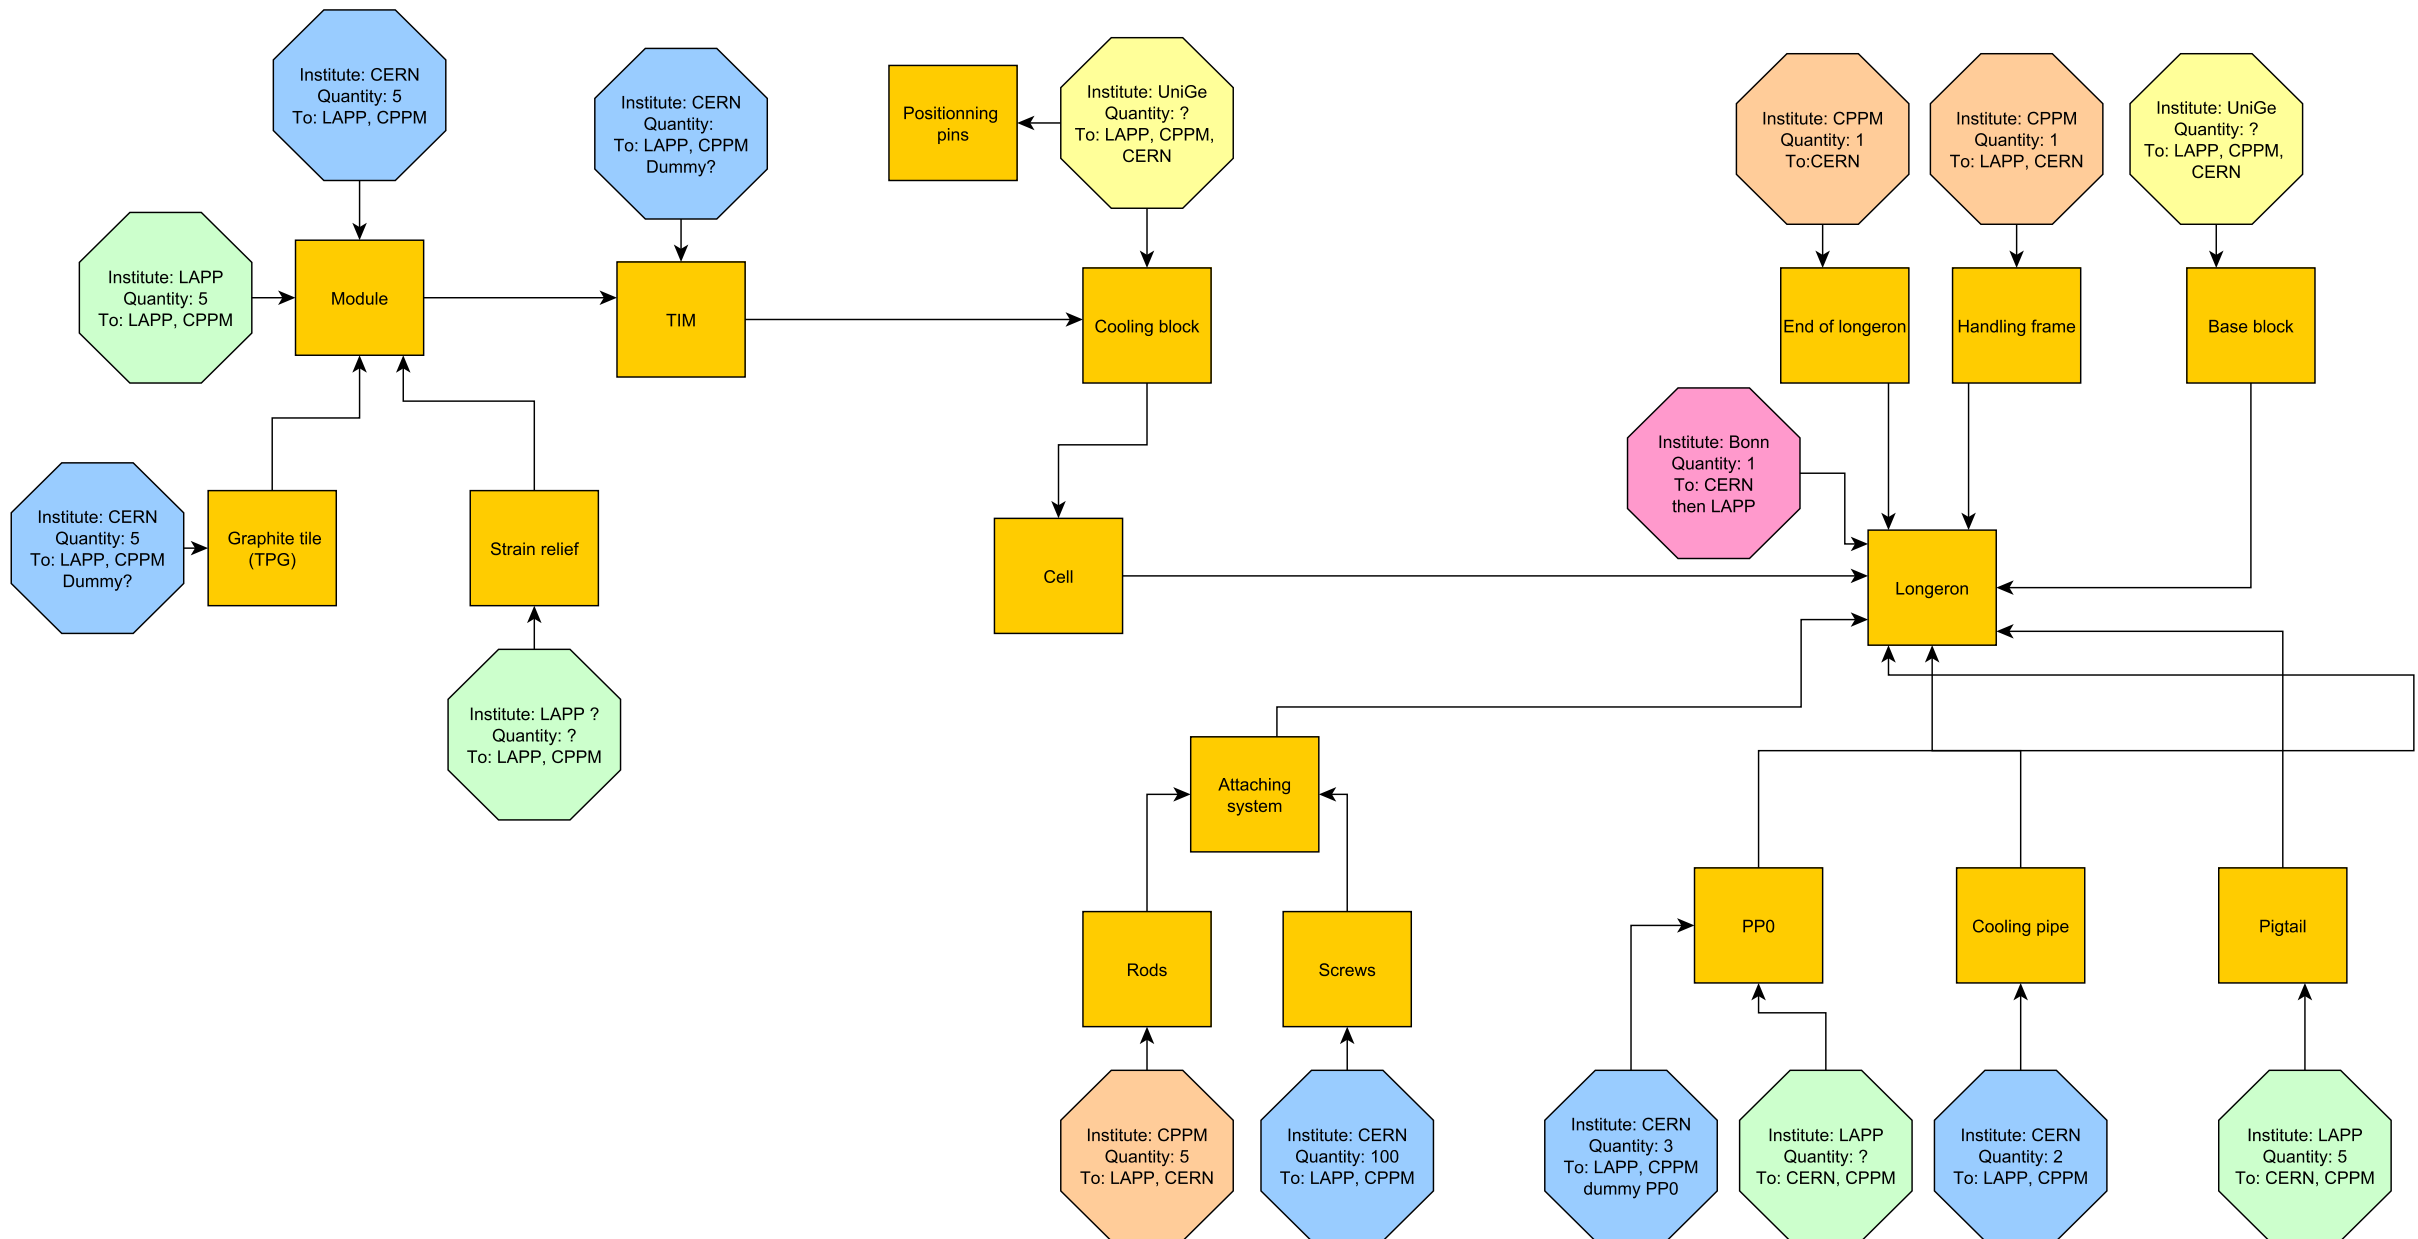 Institute: CERN
Quantity: 5
To: LAPP, CPPM
Institute: CERN
Quantity:
To: LAPP, CPPM
Dummy?
Positionning
pins
Institute: UniGe
Quantity: ?
To: LAPP, CPPM,
CERN
Institute: CPPM
Quantity: 1
To:CERN
Institute: CPPM
Quantity: 1
To: LAPP, CERN
Institute: UniGe
Quantity: ?
To: LAPP, CPPM,
CERN
Institute: LAPP
Quantity: 5
To: LAPP, CPPM
Module
TIM
Cooling block
End of longeron
Handling frame
Base block
Institute: Bonn
Quantity: 1
To: CERN
then LAPP
Institute: CERN
Quantity: 5
To: LAPP, CPPM
Dummy?
Graphite tile
(TPG)
Strain relief
Cell
Longeron
Institute: LAPP ?
Quantity: ?
To: LAPP, CPPM
Attaching
system
Rods
Screws
PP0
Cooling pipe
Pigtail
Institute: CPPM
Quantity: 5
To: LAPP, CERN
Institute: CERN
Quantity: 100
To: LAPP, CPPM
Institute: CERN
Quantity: 3
To: LAPP, CPPM
dummy PP0
Institute: LAPP
Quantity: ?
To: CERN, CPPM
Institute: CERN
Quantity: 2
To: LAPP, CPPM
Institute: LAPP
Quantity: 5
To: CERN, CPPM